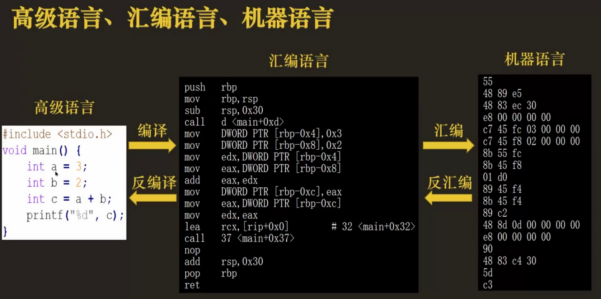 高级语言、汇编语言、机器语言
高级语言
#include <stdio.h>
void main() {
int a = 3;
int b = 2;
int c = a + b;
printf("%d", c);
}
编译
反编译
汇编语言
push rbp
mov rbp,rsp
sub rsp,0x30
call d <main+0xd>
mov DWORD PTR [rbp-0x4],0x3
mov DWORD PTR [rbp-0x8],0x2
mov edx,DWORD PTR [rbp-0x4]
mov eax,DWORD PTR [rbp-0x8]
add eax,edx
mov DWORD PTR [rbp-0xc],eax
mov eax,DWORD PTR [rbp-0xc]
mov edx,eax
lea rcx,[rip+0x0] # 32 <main+0x32>
call 37 <main+0x37>
nop
add rsp,0x30
pop rbp
ret
汇编
反汇编
机器语言
55
48 89 e5
48 83 ec 30
e8 00 00 00 00
c7 45 fc 03 00 00 00
c7 45 f8 02 00 00 00
8b 55 fc
8b 45 f8
01 d0
89 45 f4
8b 45 f4
89 c2
48 8d 0d 00 00 00 00
e8 00 00 00 00
90
48 83 c4 30
5d
c3